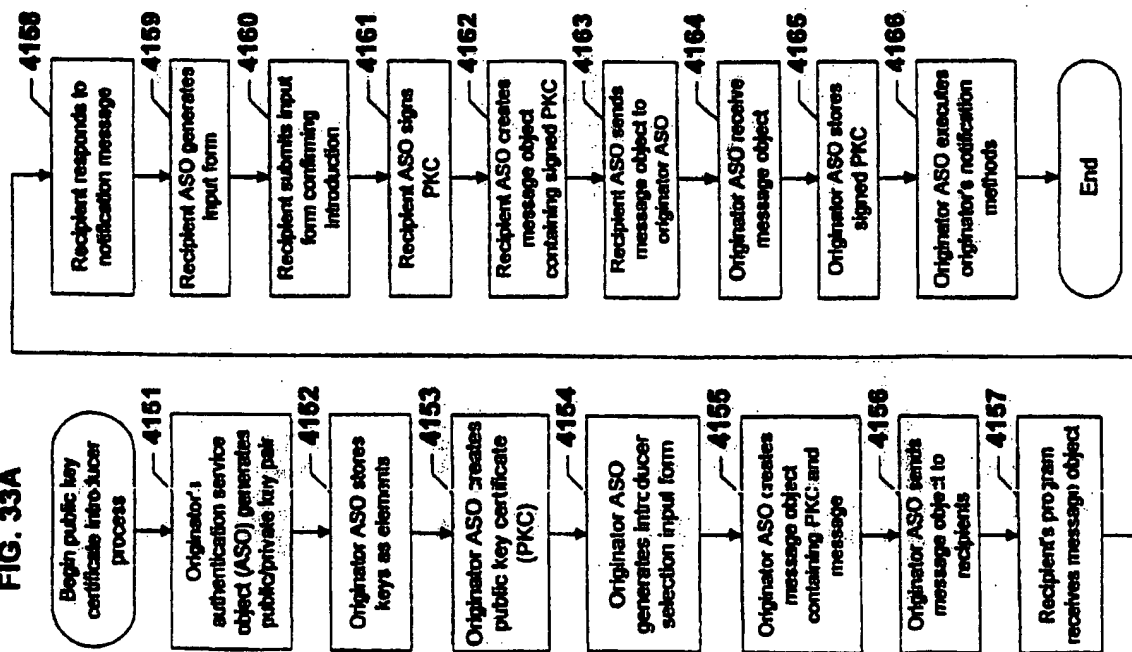 FIG. 33A
Begin public key
certificate introducer
process
4151
Originator's
authentication service
object (ASO) generates
public/private key pair
4152
Originator ASO stores
keys as elements
4153
Originator ASO creates
public key certificate
(PKC)
4154
Originator ASO
generates introducer
selection input form
4155
Originator ASO creates
message object
containing PKC and
message
4156
Originator ASO sends
message object to
recipients
4157
Recipient's program
receives message object
4158
Recipient responds to
notification message
4159
Recipient ASO generates
input form
4160
Recipient submits input
form confirming
introduction
4161
Recipient ASO signs
PKC
4162
Recipient ASO creates
message object
containing signed PKC
4163
Recipient ASO sends
message object to
originator ASO
4164
Originator ASO receive
message object
4165
Originator ASO stores
signed PKC
4166
Originator ASO executes
originator's notification
methods
End